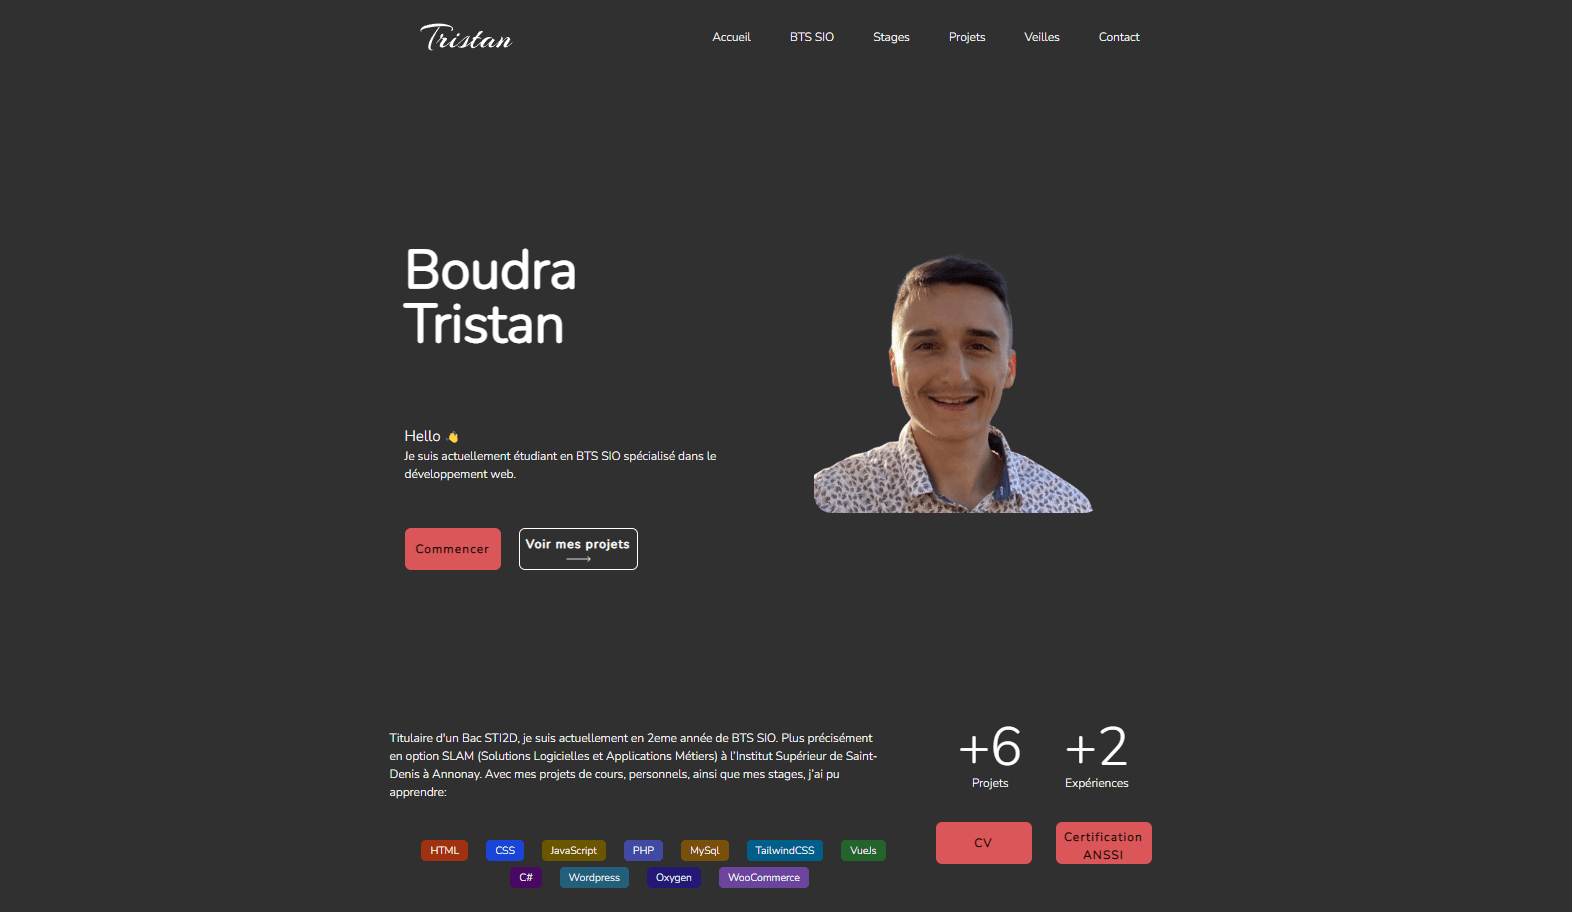 Tristan
Accueil BTS SIO Stages Projets Veilles Contact
Boudra
Tristan
Hello 👋
Je suis actuellement étudiant en BTS SIO spécialisé dans le
développement web.
Commencer
Voir mes projets
Titulaire d'un Bac STI2D, je suis actuellement en 2eme année de BTS SIO. Plus précisément
en option SLAM (Solutions Logicielles et Applications Métiers) à l'Institut Supérieur de Saint-
Denis à Annonay. Avec mes projets de cours, personnels, ainsi que mes stages, j'ai pu
apprendre:
HTML CSS JavaScript PHP MySql TailwindCSS VueJs
C# Wordpress Oxygen WooCommerce
+6 +2
Projets Expériences
CV
Certification
ANSSI